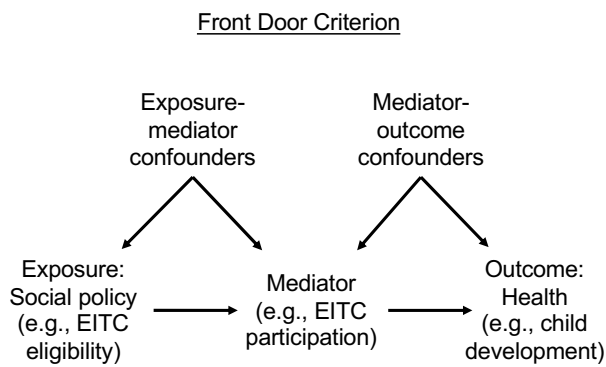 Front Door Criterion
Exposure-
mediator
confounders
Mediator-
outcome
confounders
Exposure:
Social policy
(e.g., EITC
eligibility)
Mediator
(e.g., EITC
participation)
Outcome:
Health
(e.g., child
development)